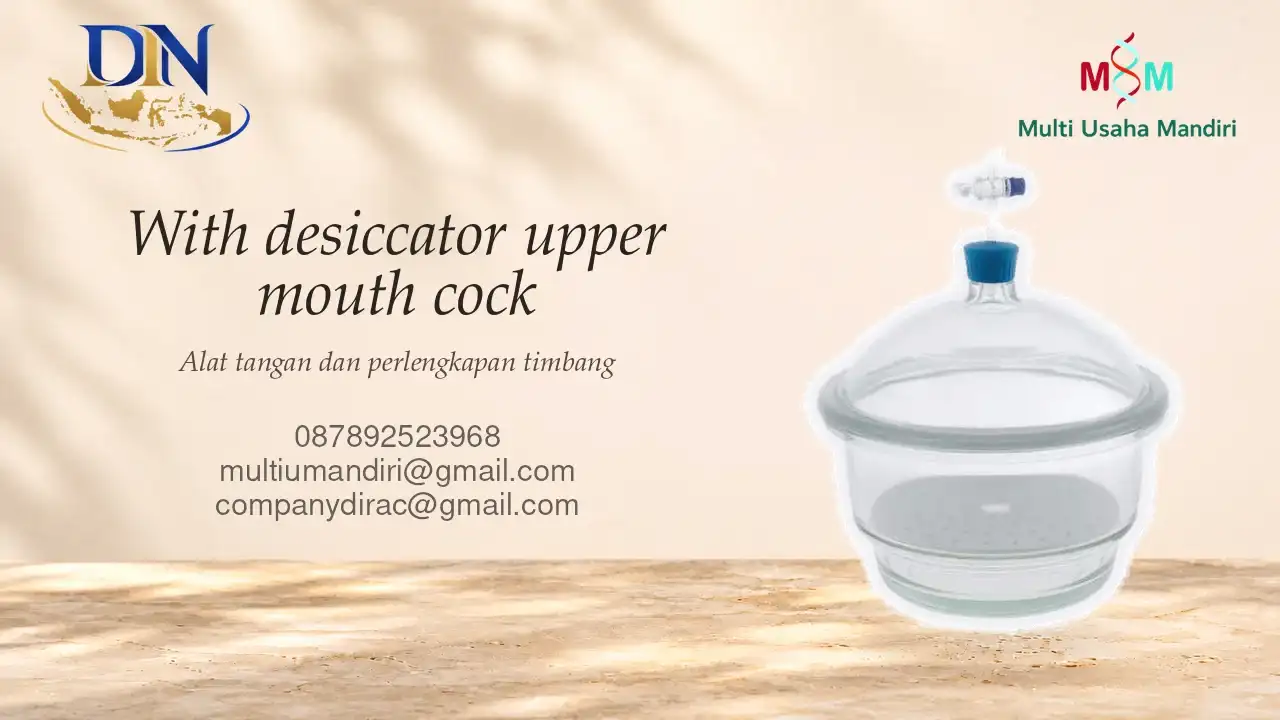 DIN
M M
Multi Usaha Mandiri
With desiccator upper
mouth cock
Alat tangan dan perlengkapan timbang
087892523968
multiumandiri@gmail.com
companydirac@gmail.com